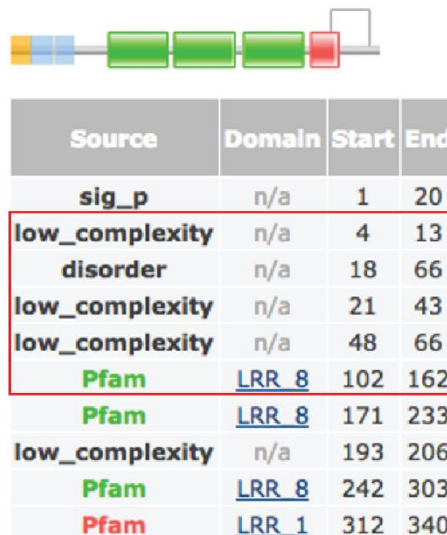 Source Domain Start End
sig_p n/a 1 20
low_complexity n/a 4 13
disorder n/a 18 66
low_complexity n/a 21 43
low_complexity n/a 48 66
Pfam LRR_8 102 162
Pfam LRR_8 171 233
low_complexity n/a 193 206
Pfam LRR_8 242 303
Pfam LRR_1 312 340